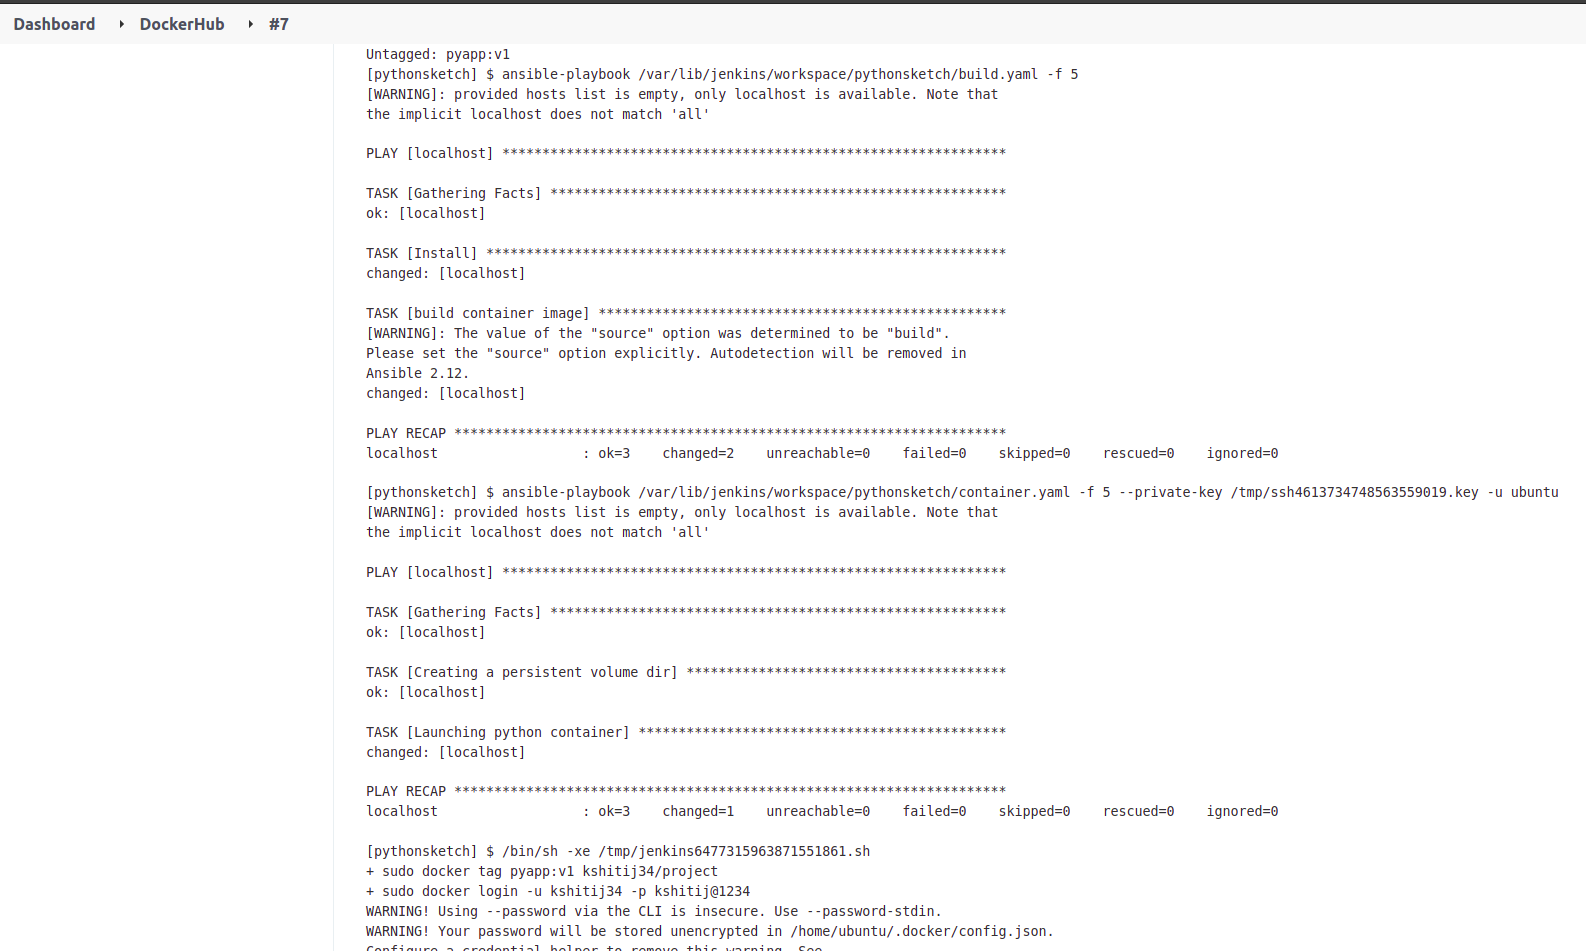 Dashboard DockerHub #7
Untagged: pyapp:v1
[pythonsketch] $ ansible-playbook /var/lib/jenkins/workspace/pythonsketch/build.yaml -f 5
[WARNING]: provided hosts list is empty, only localhost is available. Note that
the implicit localhost does not match 'all'
PLAY [localhost] ***************************************************************
TASK [Gathering Facts] *********************************************************
ok: [localhost]
TASK [Install] *****************************************************************
changed: [localhost]
TASK [build container image] ***************************************************
[WARNING]: The value of the "source" option was determined to be "build".
Please set the "source" option explicitly. Autodetection will be removed in
Ansible 2.12.
changed: [localhost]
PLAY RECAP *********************************************************************
localhost                  : ok=3    changed=2    unreachable=0    failed=0    skipped=0    rescued=0    ignored=0
[pythonsketch] $ ansible-playbook /var/lib/jenkins/workspace/pythonsketch/container.yaml -f 5 --private-key /tmp/ssh4613734748563559019.key -u ubuntu
[WARNING]: provided hosts list is empty, only localhost is available. Note that
the implicit localhost does not match 'all'
PLAY [localhost] ***************************************************************
TASK [Gathering Facts] *********************************************************
ok: [localhost]
TASK [Creating a persistent volume dir] ****************************************
ok: [localhost]
TASK [Launching python container] **********************************************
changed: [localhost]
PLAY RECAP *********************************************************************
localhost                  : ok=3    changed=1    unreachable=0    failed=0    skipped=0    rescued=0    ignored=0
[pythonsketch] $ /bin/sh -xe /tmp/jenkins6477315963871551861.sh
+ sudo docker tag pyapp:v1 kshitij34/project
+ sudo docker login -u kshitij34 -p kshitij@1234
WARNING! Using --password via the CLI is insecure. Use --password-stdin.
WARNING! Your password will be stored unencrypted in /home/ubuntu/.docker/config.json.
Configure a credential helper to remove this warning. See